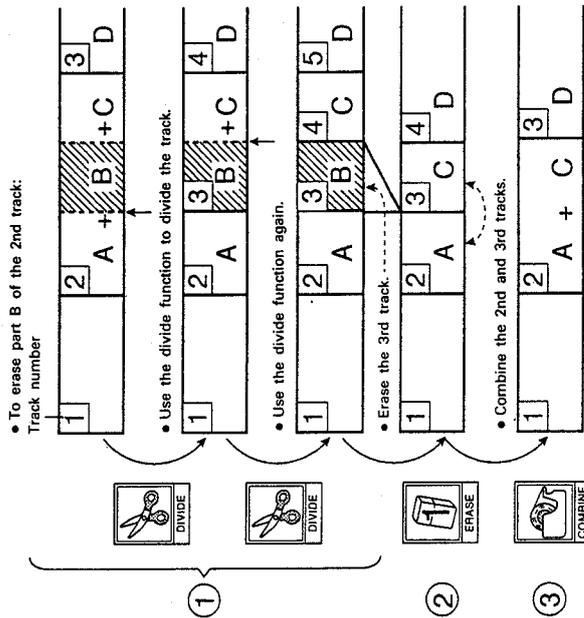 • To erase part B of the 2nd track:
Track number
1 2 3
A + B + C D
DIVIDE
• Use the divide function to divide the track.
1 2 3 4
A B + C D
DIVIDE
• Use the divide function again.
1 2 3 4 5
A B C D
1
• Erase the 3rd track.
1 2 3 4
A C D
2
1
ERASE
• Combine the 2nd and 3rd tracks.
1 2 3
A + C D
3
COMBINE